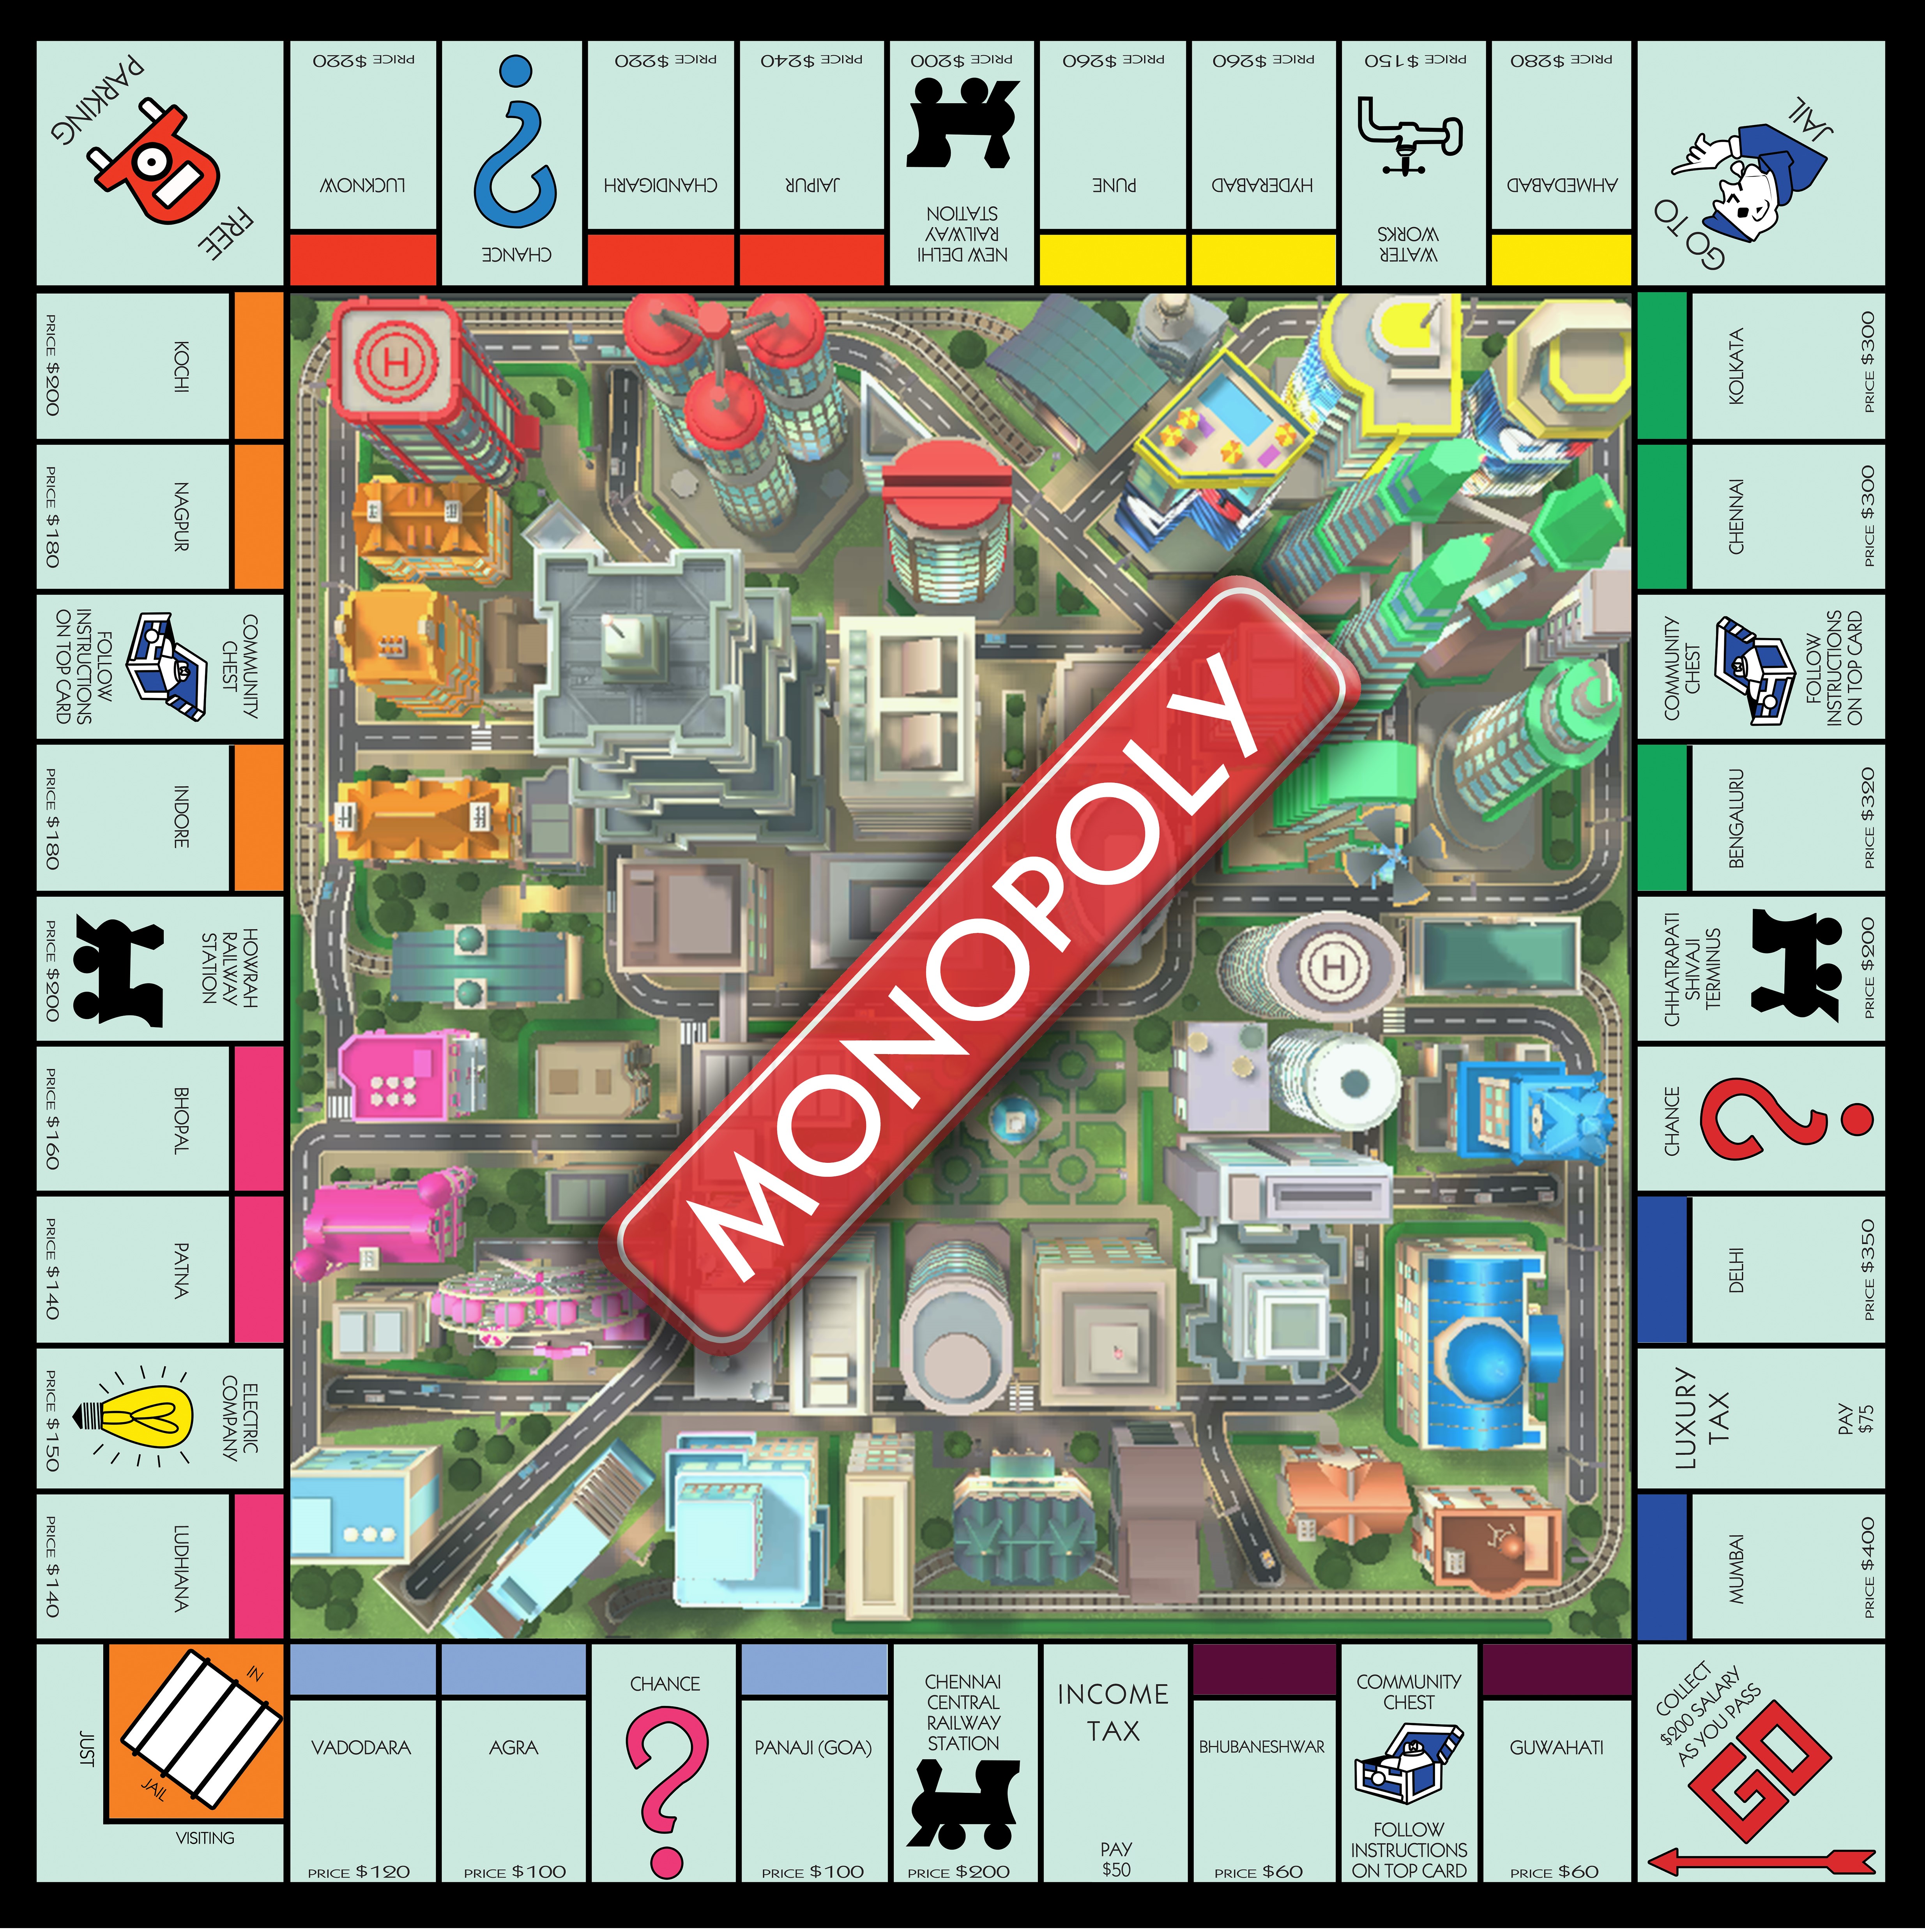 PARKING
FREE
PRICE $220
LUCKNOW
CHANCE
PRICE $220
CHANDIGARH
PRICE $240
JAIPUR
PRICE $200
NEW DELHI
RAILWAY
STATION
PRICE $260
PUNE
PRICE $260
HYDERABAD
PRICE $150
WATER
WORKS
PRICE $280
AHMEDABAD
GO TO
JAIL
KOCHI
PRICE $200
NAGPUR
PRICE $180
COMMUNITY
CHEST
FOLLOW
INSTRUCTIONS
ON TOP CARD
INDORE
PRICE $180
HOWRAH
RAILWAY
STATION
PRICE $200
BHOPAL
PRICE $160
PATNA
PRICE $140
ELECTRIC
COMPANY
PRICE $150
LUDHIANA
PRICE $140
H
H
MONOPOLY
KOLKATA
PRICE $300
CHENNAI
PRICE $300
COMMUNITY
CHEST
FOLLOW
INSTRUCTIONS
ON TOP CARD
BENGALURU
PRICE $320
CHHATRAPATI
SHIVAJI
TERMINUS
PRICE $200
CHANCE
DELHI
PRICE $350
LUXURY
TAX
PAY
$75
MUMBAI
PRICE $400
IN
JAIL
JUST
VISITING
VADODARA
PRICE $120
AGRA
PRICE $100
CHANCE
PANAJI (GOA)
PRICE $100
CHENNAI
CENTRAL
RAILWAY
STATION
PRICE $200
INCOME
TAX
PAY
$50
BHUBANESHWAR
PRICE $60
COMMUNITY
CHEST
FOLLOW
INSTRUCTIONS
ON TOP CARD
GUWAHATI
PRICE $60
COLLECT
$200 SALARY
AS YOU PASS
GO